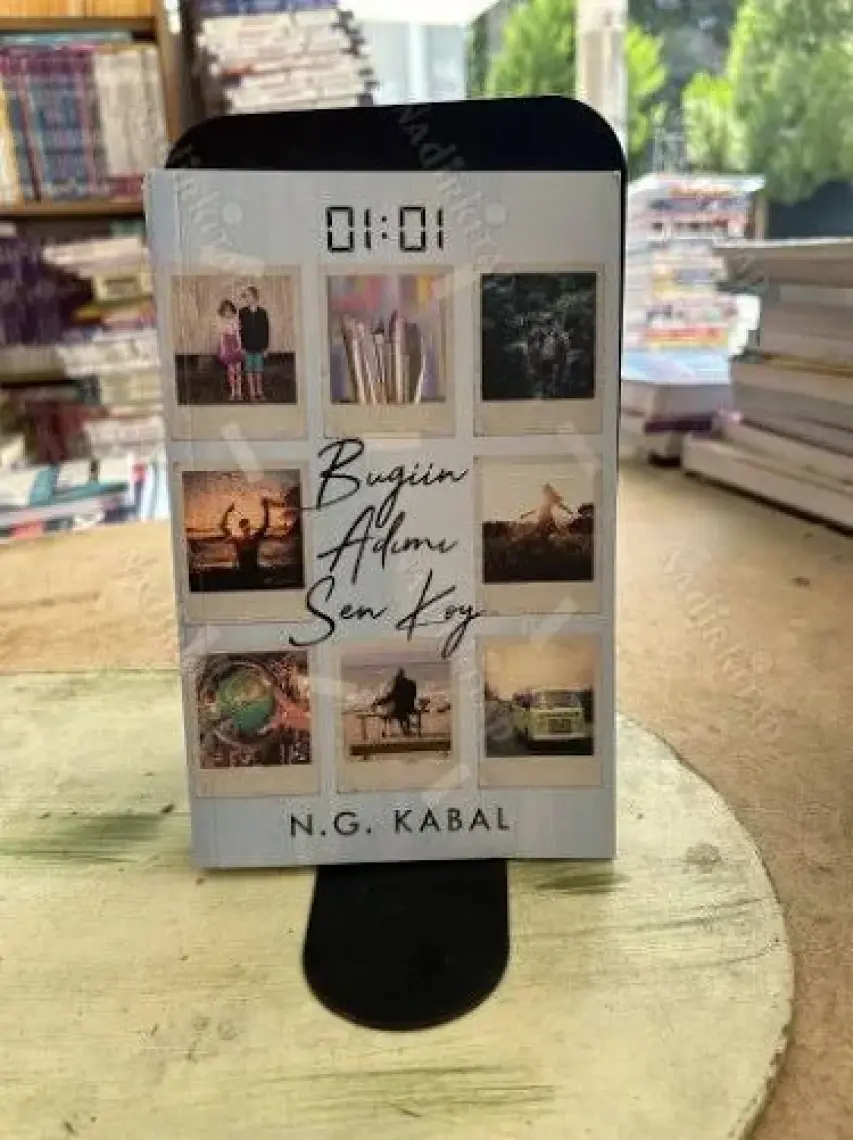 01:01
Bugün
Adımı
Sen Koy
N.G. KABAL